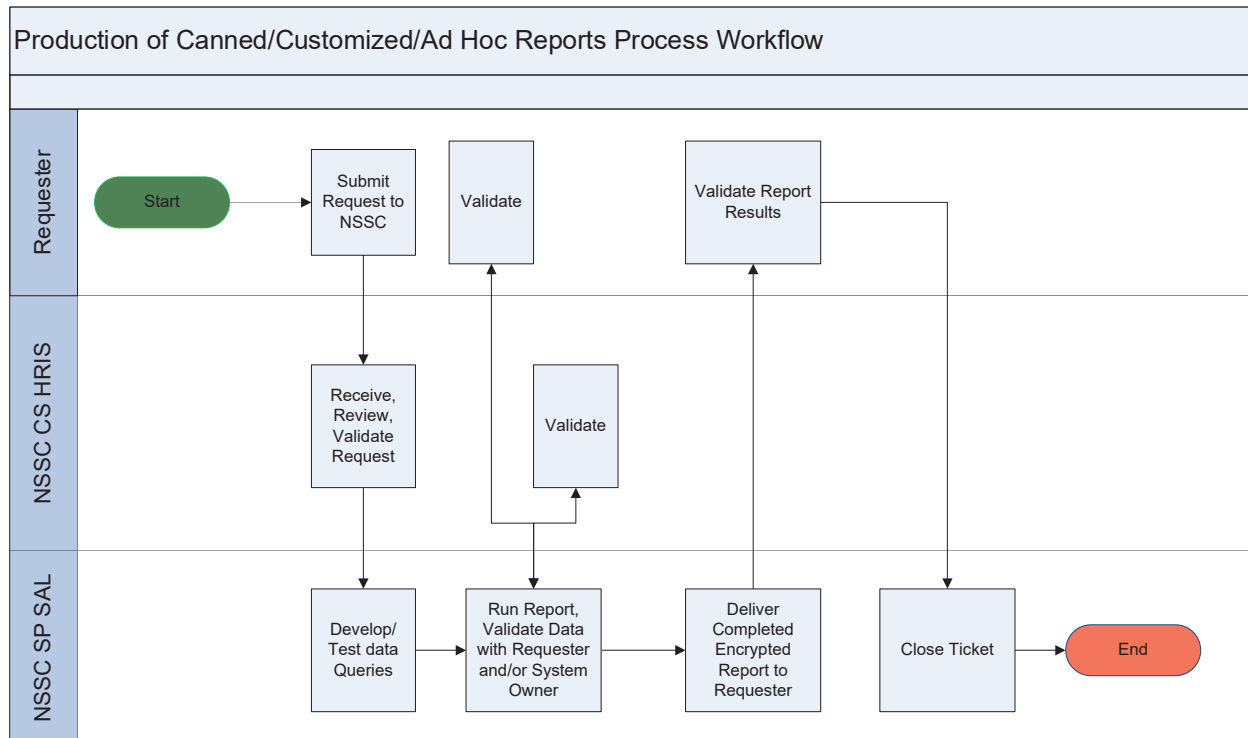 Production of Canned/Customized/Ad Hoc Reports Process Workflow
Requester
Start
Submit
Request to
NSSC
Validate
Validate Report
Results
NSSC CS HRIS
Receive,
Review,
Validate
Request
Validate
NSSC SP SAL
Develop/
Test data
Queries
Run Report,
Validate Data
with Requester
and/or System
Owner
Deliver
Completed
Encrypted
Report to
Requester
Close Ticket
End